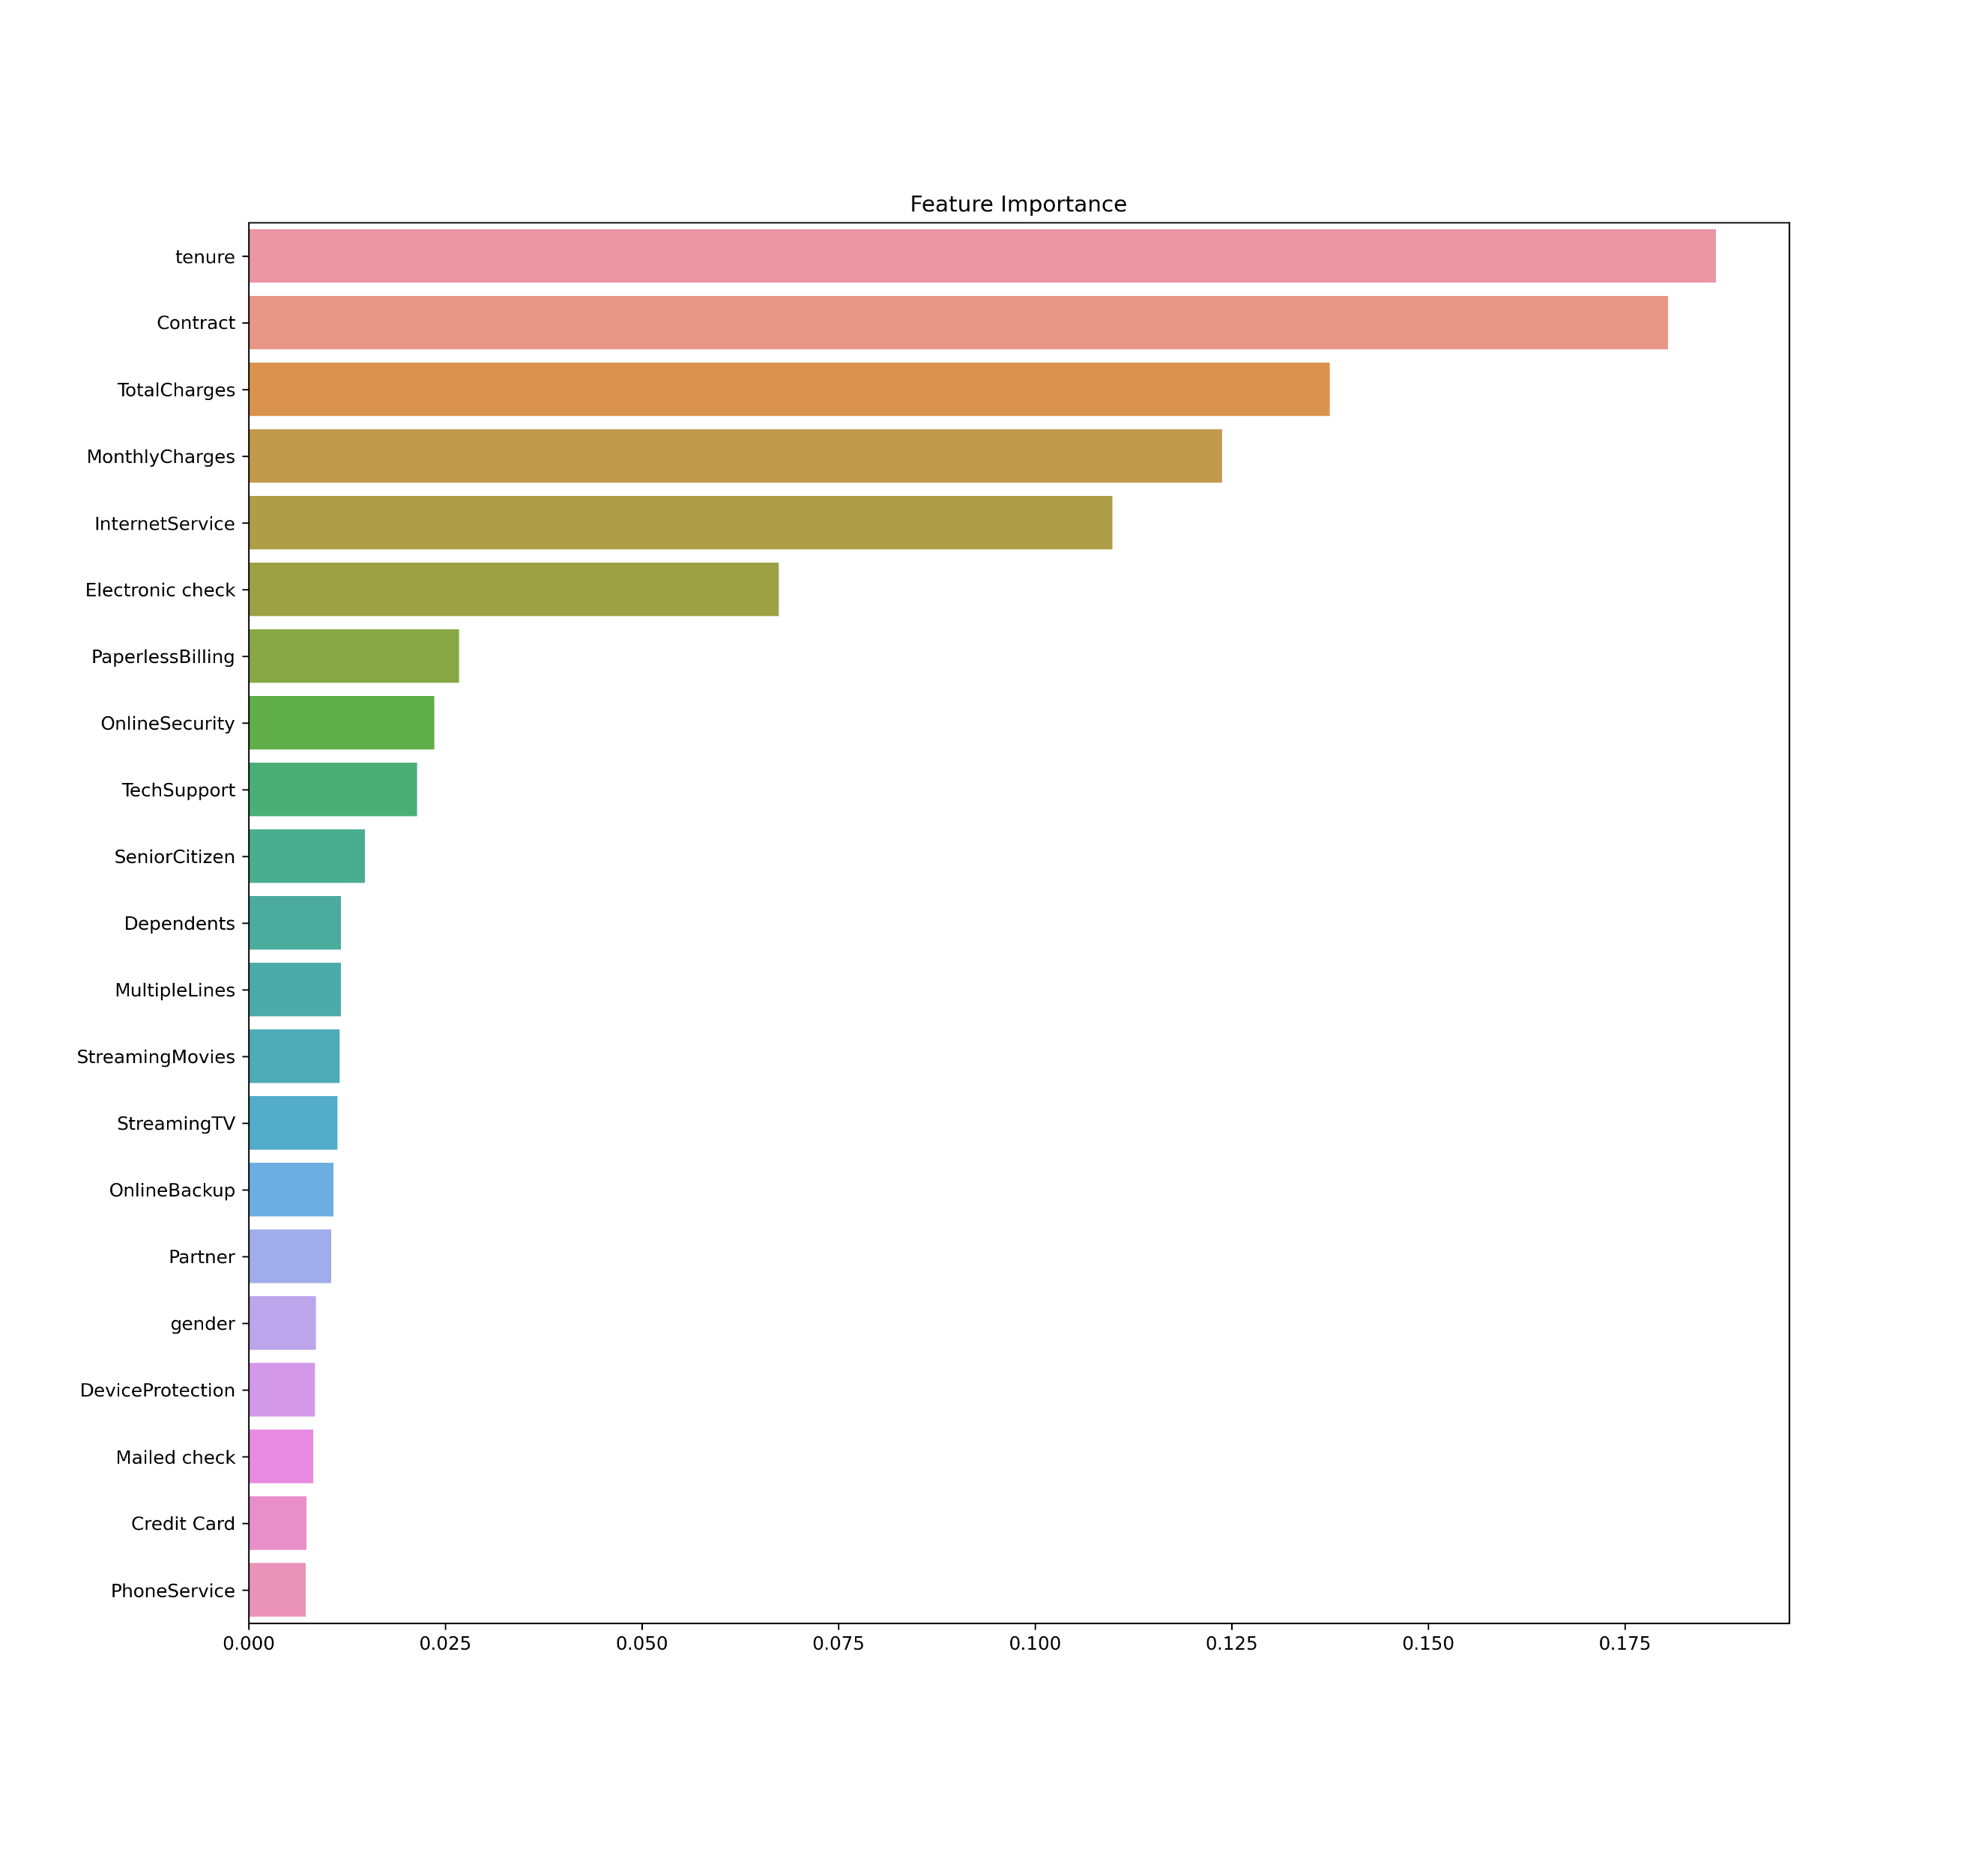 Feature Importance
tenure
Contract
TotalCharges
MonthlyCharges
InternetService
Electronic check
PaperlessBilling
OnlineSecurity
TechSupport
SeniorCitizen
Dependents
MultipleLines
StreamingMovies
StreamingTV
OnlineBackup
Partner
gender
DeviceProtection
Mailed check
Credit Card
PhoneService
0.000 0.025 0.050 0.075 0.100 0.125 0.150 0.175